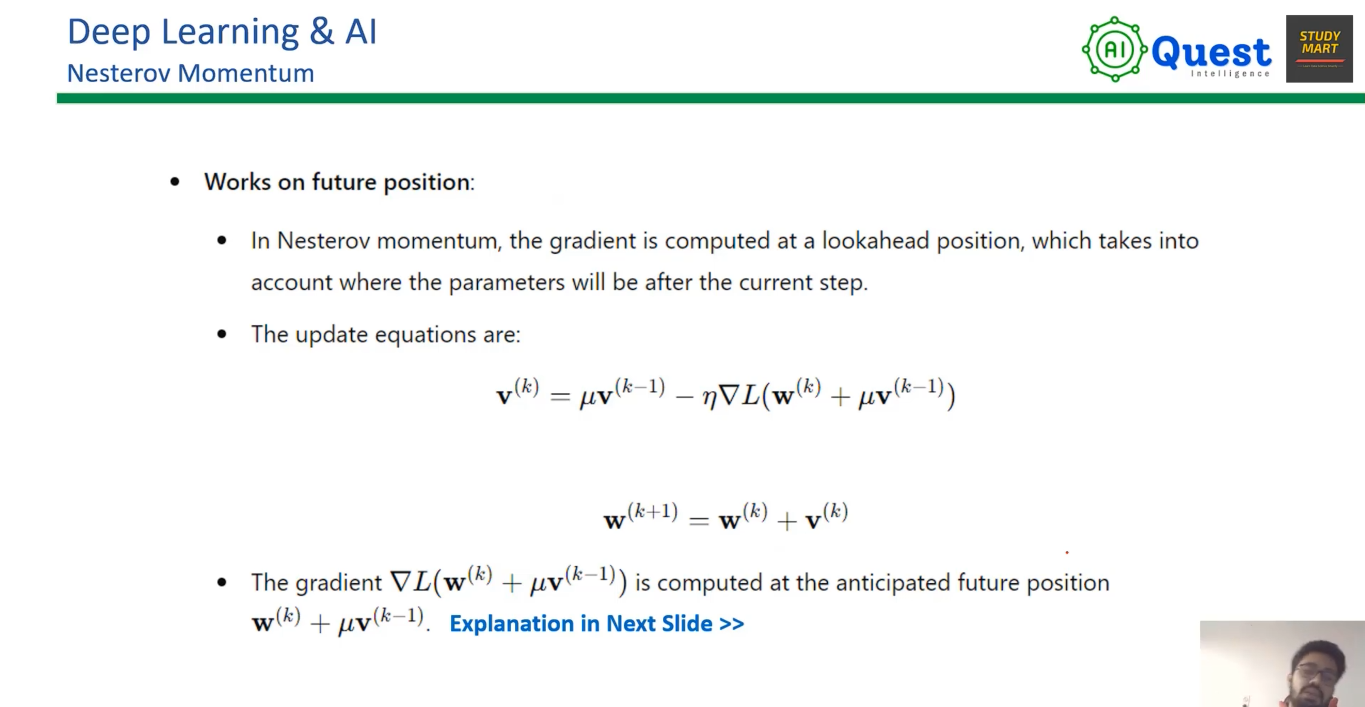 Deep Learning & AI
Nesterov Momentum
AI Quest
Intelligence
STUDY
MART
• Works on future position:
• In Nesterov momentum, the gradient is computed at a lookahead position, which takes into
account where the parameters will be after the current step.
• The update equations are:
𝐯⁽ᵏ⁾ = μ𝐯⁽ᵏ⁻¹⁾ − η∇L(𝐰⁽ᵏ⁾ + μ𝐯⁽ᵏ⁻¹⁾)
𝐰⁽ᵏ⁺¹⁾ = 𝐰⁽ᵏ⁾ + 𝐯⁽ᵏ⁾
• The gradient ∇L(𝐰⁽ᵏ⁾ + μ𝐯⁽ᵏ⁻¹⁾) is computed at the anticipated future position
𝐰⁽ᵏ⁾ + μ𝐯⁽ᵏ⁻¹⁾. Explanation in Next Slide >>